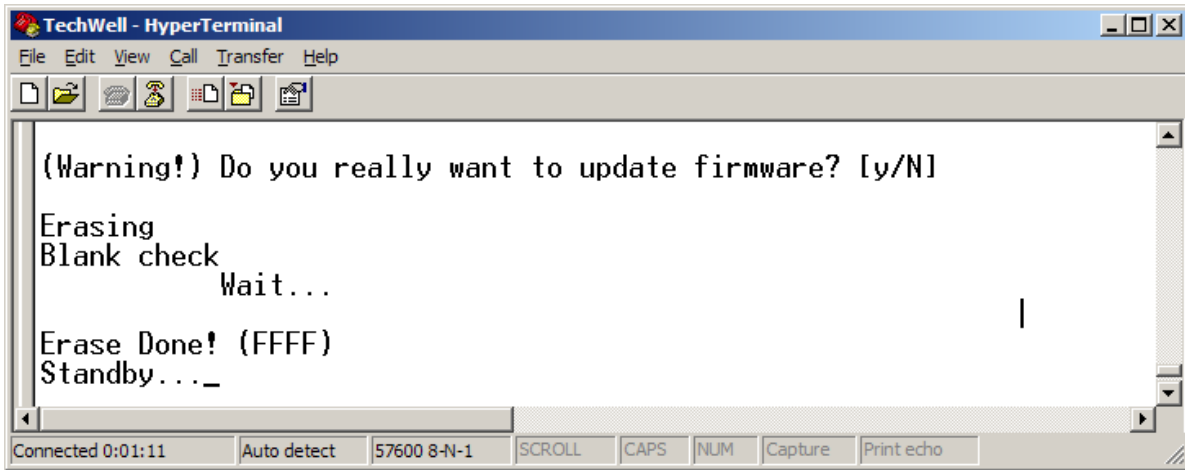 TechWell - HyperTerminal
File Edit View Call Transfer Help
(Warning!) Do you really want to update firmware? [y/N]
Erasing
Blank check
Wait...
Erase Done! (FFFF)
Standby..._
Connected 0:01:11 Auto detect 57600 8-N-1 SCROLL CAPS NUM Capture Print echo